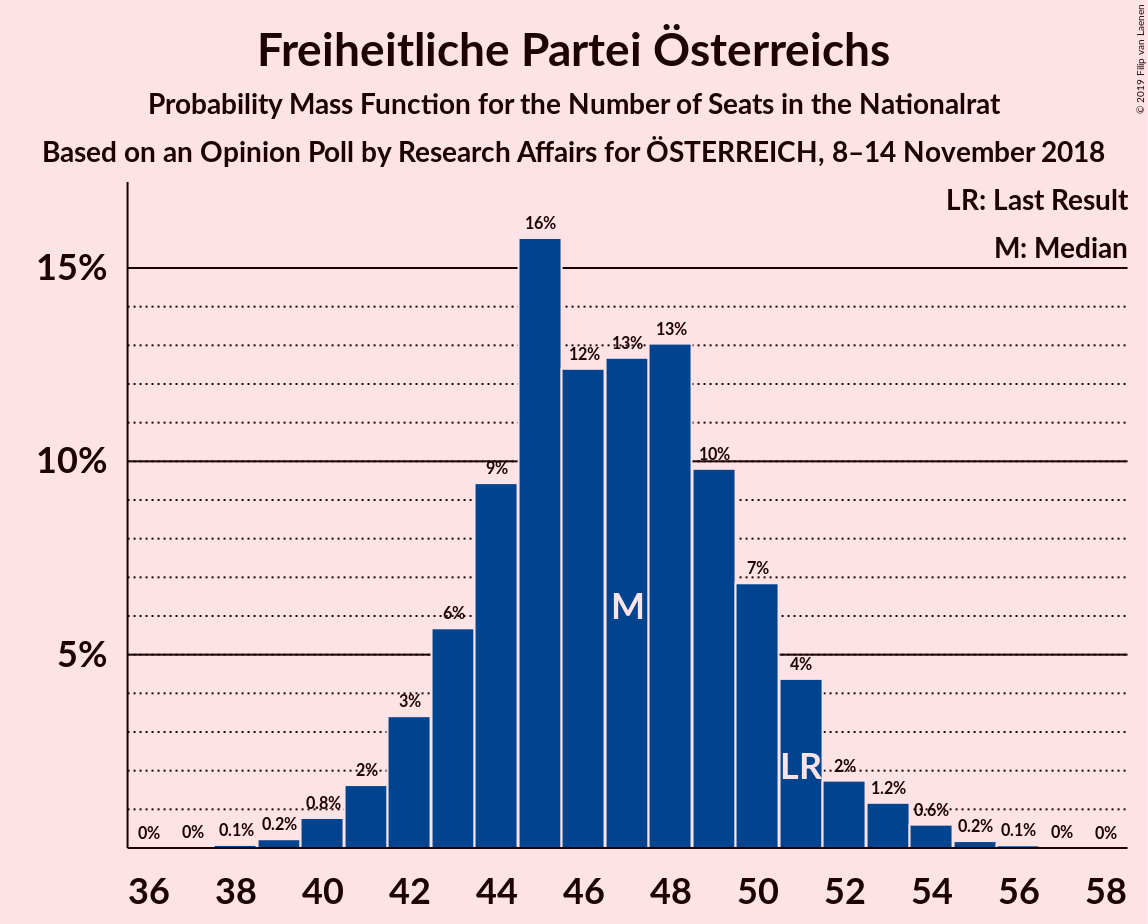 Freiheitliche Partei Österreichs
Probability Mass Function for the Number of Seats in the Nationalrat
Based on an Opinion Poll by Research Affairs for ÖSTERREICH, 8–14 November 2018
© 2019 Filip van Laenen
LR: Last Result
M: Median
15%
10%
5%
0% 0% 0.1% 0.2% 0.8% 2% 3% 6% 9% 16% 12% 13% 13% 10% 7% 4% 2% 1.2% 0.6% 0.2% 0.1% 0% 0%
M
LR
36 38 40 42 44 46 48 50 52 54 56 58